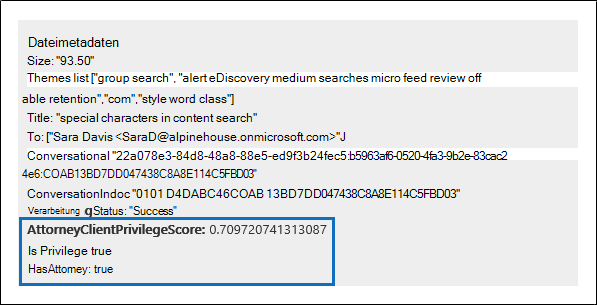 Dateimetadaten
Size: "93.50"
Themes list ["group search", "alert eDiscovery medium searches micro feed review off
able retention","com","style word class"]
Title: "special characters in content search"
To: ["Sara Davis <SaraD@alpinehouse.onmicrosoft.com>"J
Conversational "22a078e3-84d8-48a8-88e5-ed9f3b24fec5:b5963af6-0520-4fa3-9b2e-83cac2
4e6:COAB13BD7DD047438C8A8E114C5FBD03"
ConversationIndoc "0101 D4DABC46COAB 13BD7DD047438C8A8E114C5FBD03"
Verarbeitung qStatus: "Success"
AttorneyClientPrivilegeScore: 0.709720741313087
Is Privilege true
HasAttomey: true